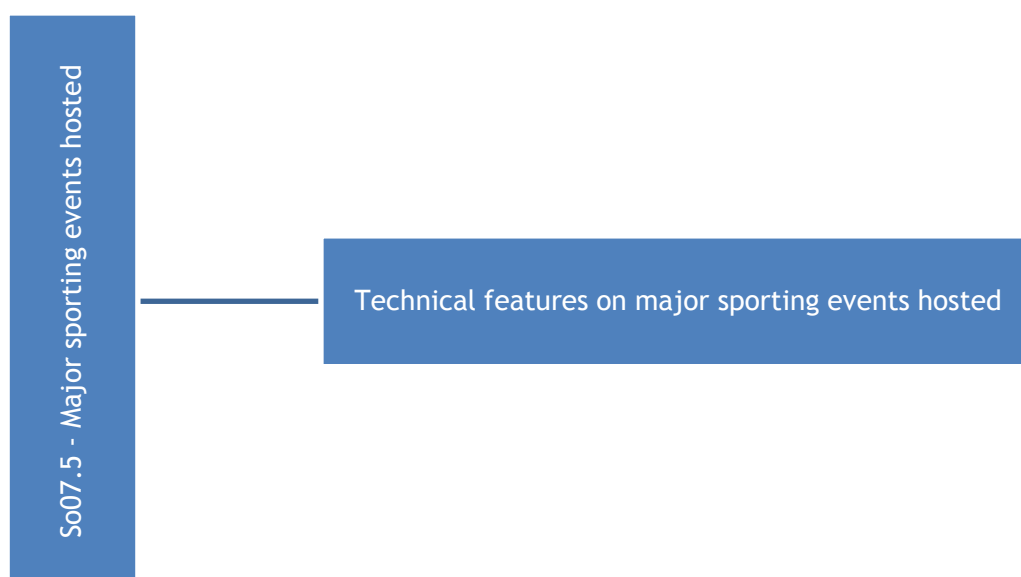 So07.5 - Major sporting events hosted
Technical features on major sporting events hosted